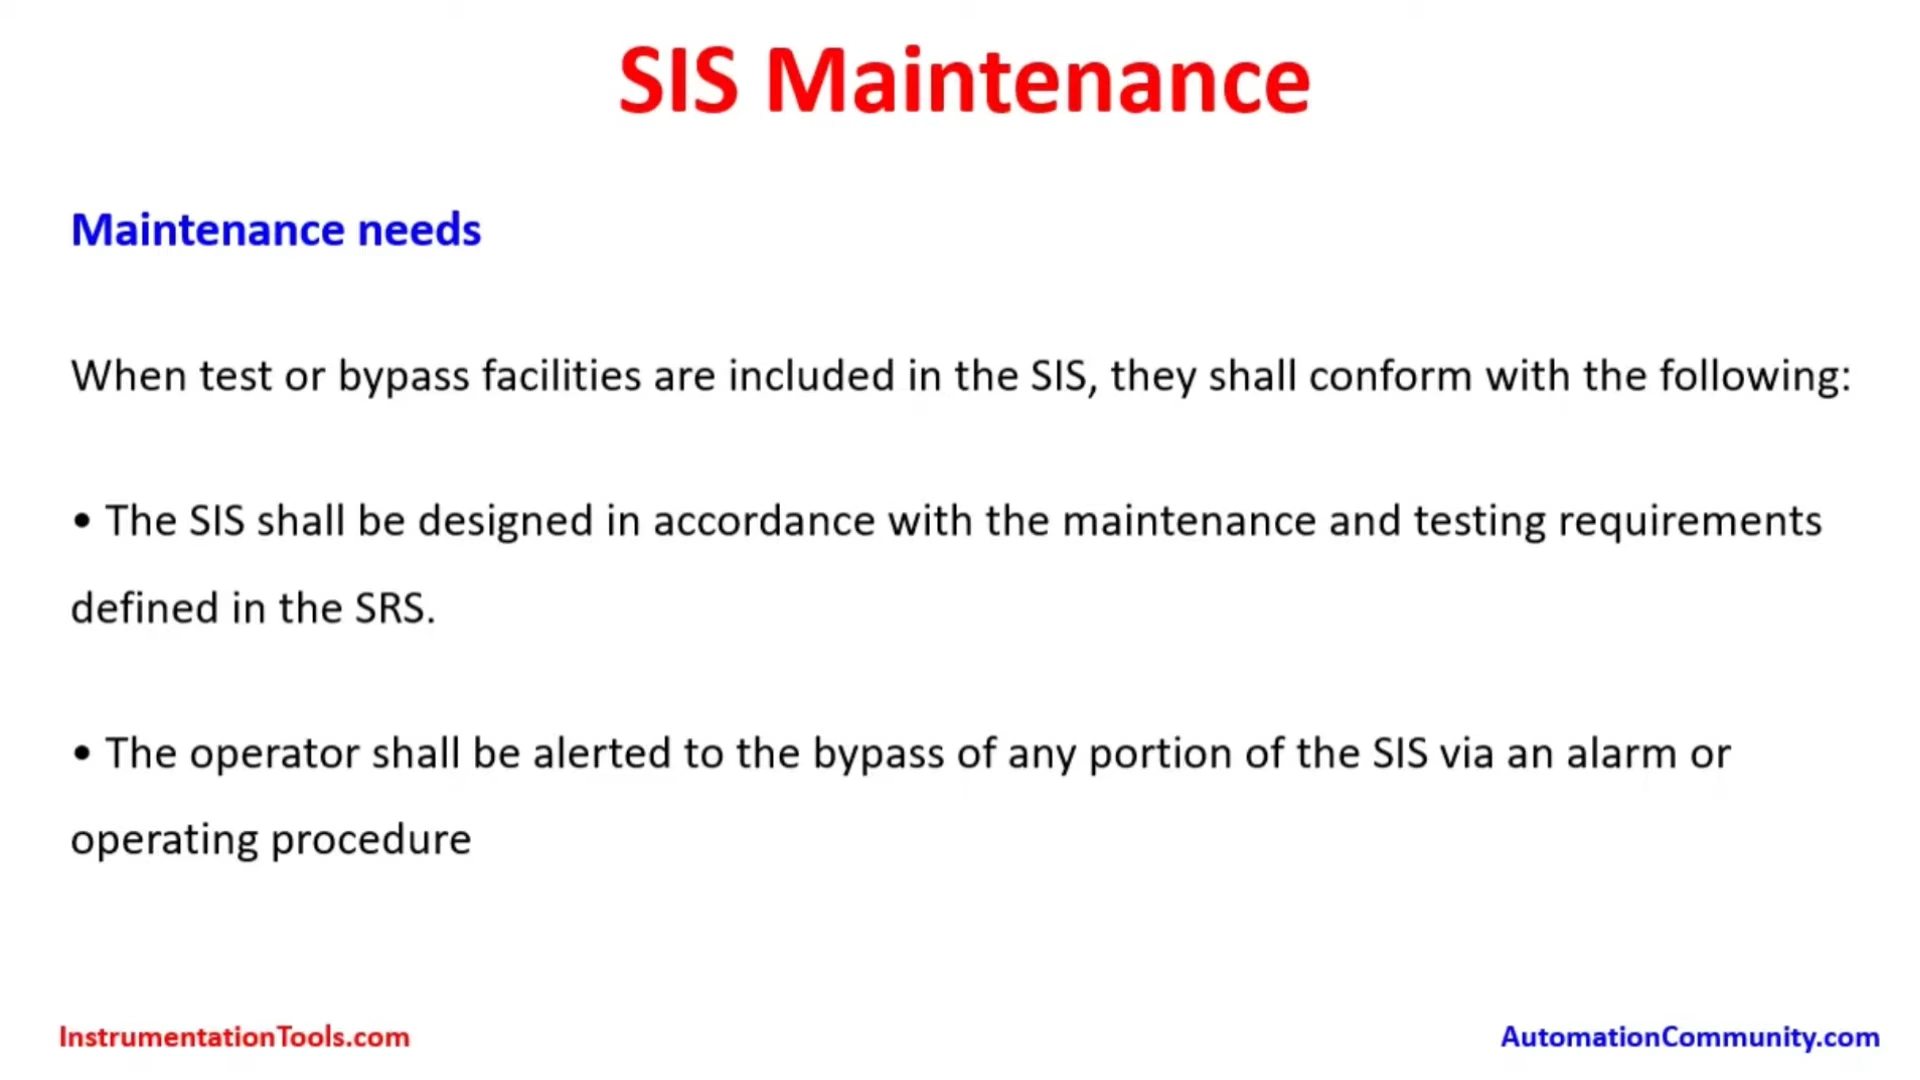 SIS Maintenance
Maintenance needs
When test or bypass facilities are included in the SIS, they shall conform with the following:
• The SIS shall be designed in accordance with the maintenance and testing requirements
defined in the SRS.
• The operator shall be alerted to the bypass of any portion of the SIS via an alarm or
operating procedure
InstrumentationTools.com
AutomationCommunity.com